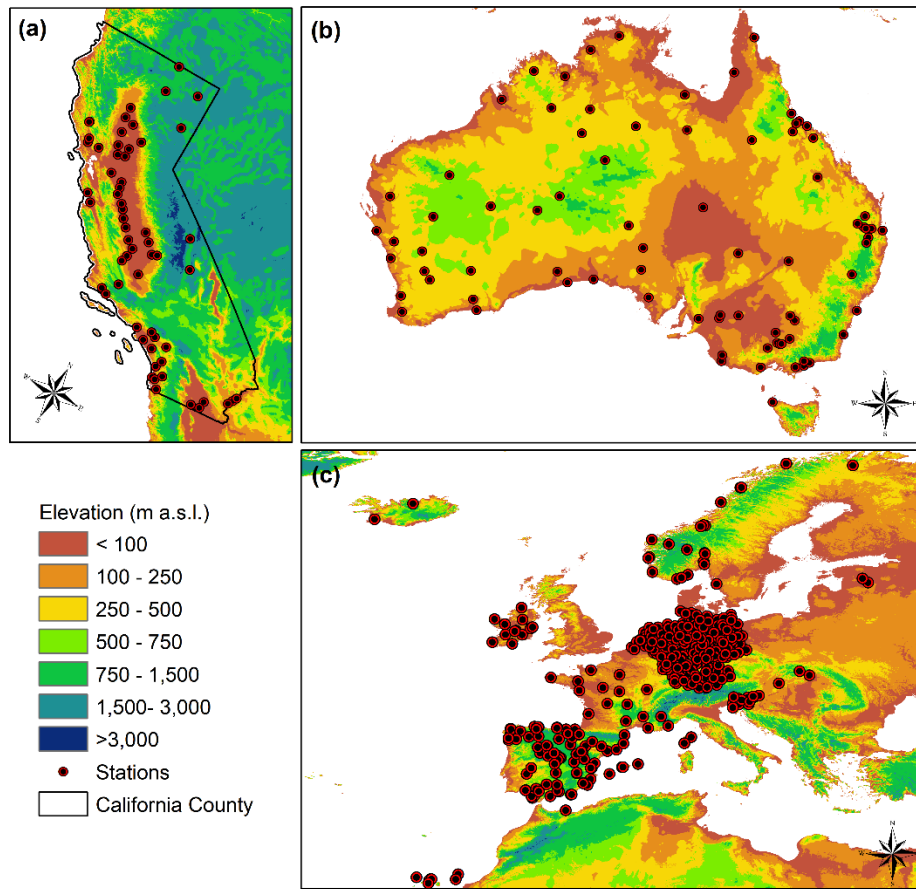 (a)
(b)
(c)
Elevation (m a.s.l.)
< 100
100 - 250
250 - 500
500 - 750
750 - 1,500
1,500- 3,000
>3,000
Stations
California County